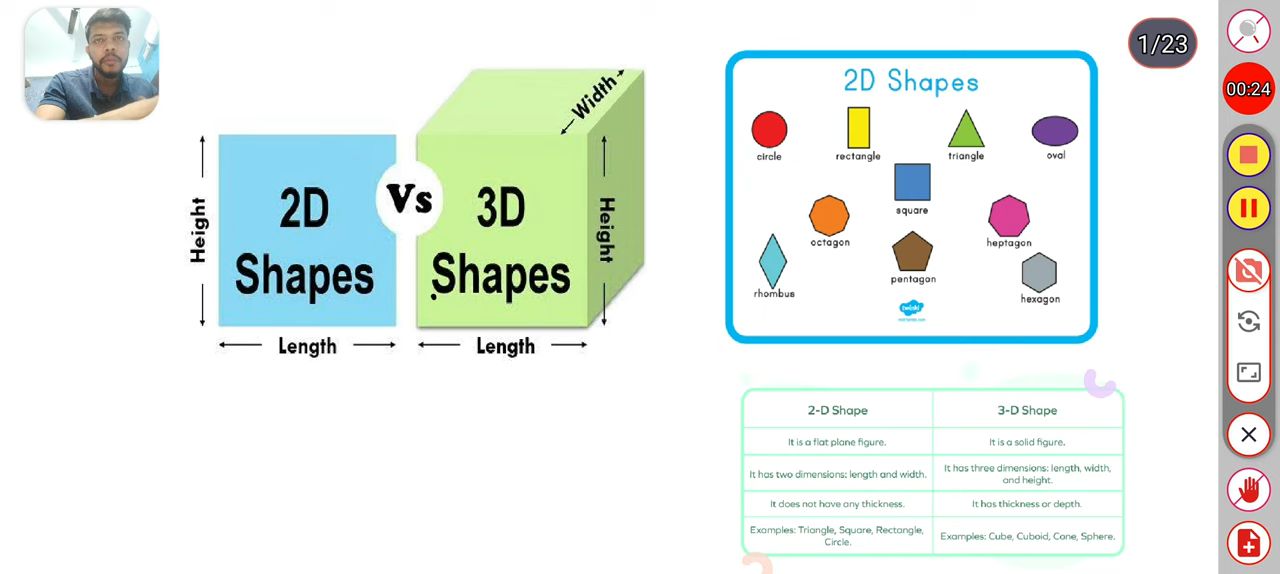 1/23
00:24
Width
Height
2D
Shapes
Vs
3D
Shapes
Height
Length
Length
2D Shapes
circle
rectangle
triangle
oval
square
octagon
heptagon
rhombus
pentagon
hexagon
twinkl
2-D Shape
3-D Shape
It is a flat plane figure.
It is a solid figure.
It has two dimensions: length and width.
It has three dimensions: length, width,
and height.
It does not have any thickness.
It has thickness or depth.
Examples: Triangle, Square, Rectangle,
Circle.
Examples: Cube, Cuboid, Cone, Sphere.